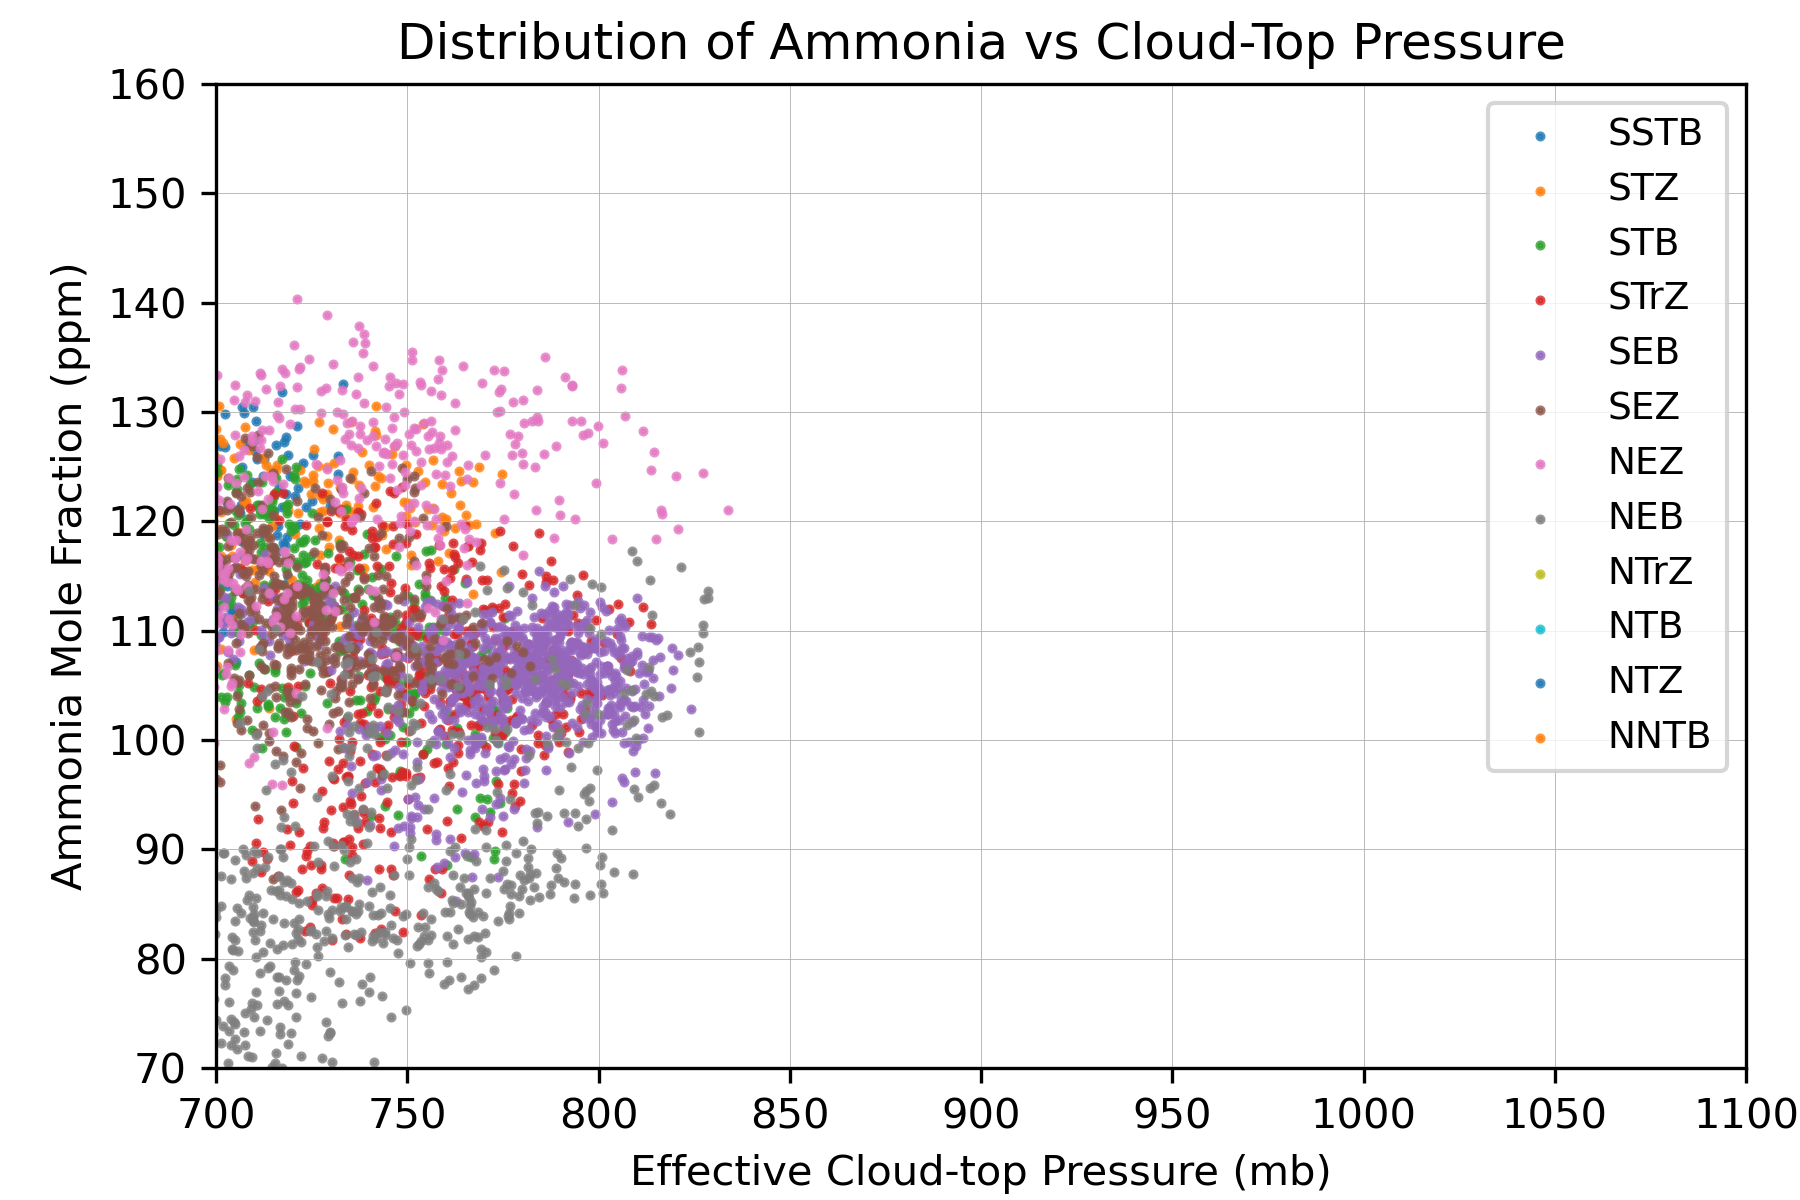 Distribution of Ammonia vs Cloud-Top Pressure
160
150
140
130
120
110
100
90
80
70
Ammonia Mole Fraction (ppm)
SSTB
STZ
STB
STrZ
SEB
SEZ
NEZ
NEB
NTrZ
NTB
NTZ
NNTB
700 750 800 850 900 950 1000 1050 1100
Effective Cloud-top Pressure (mb)